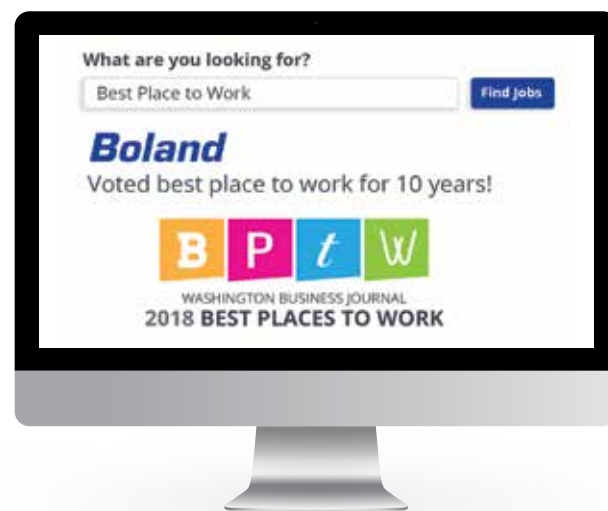 What are you looking for?
Best Place to Work
Find Jobs
Boland
Voted best place to work for 10 years!
B P t W
WASHINGTON BUSINESS JOURNAL
2018 BEST PLACES TO WORK